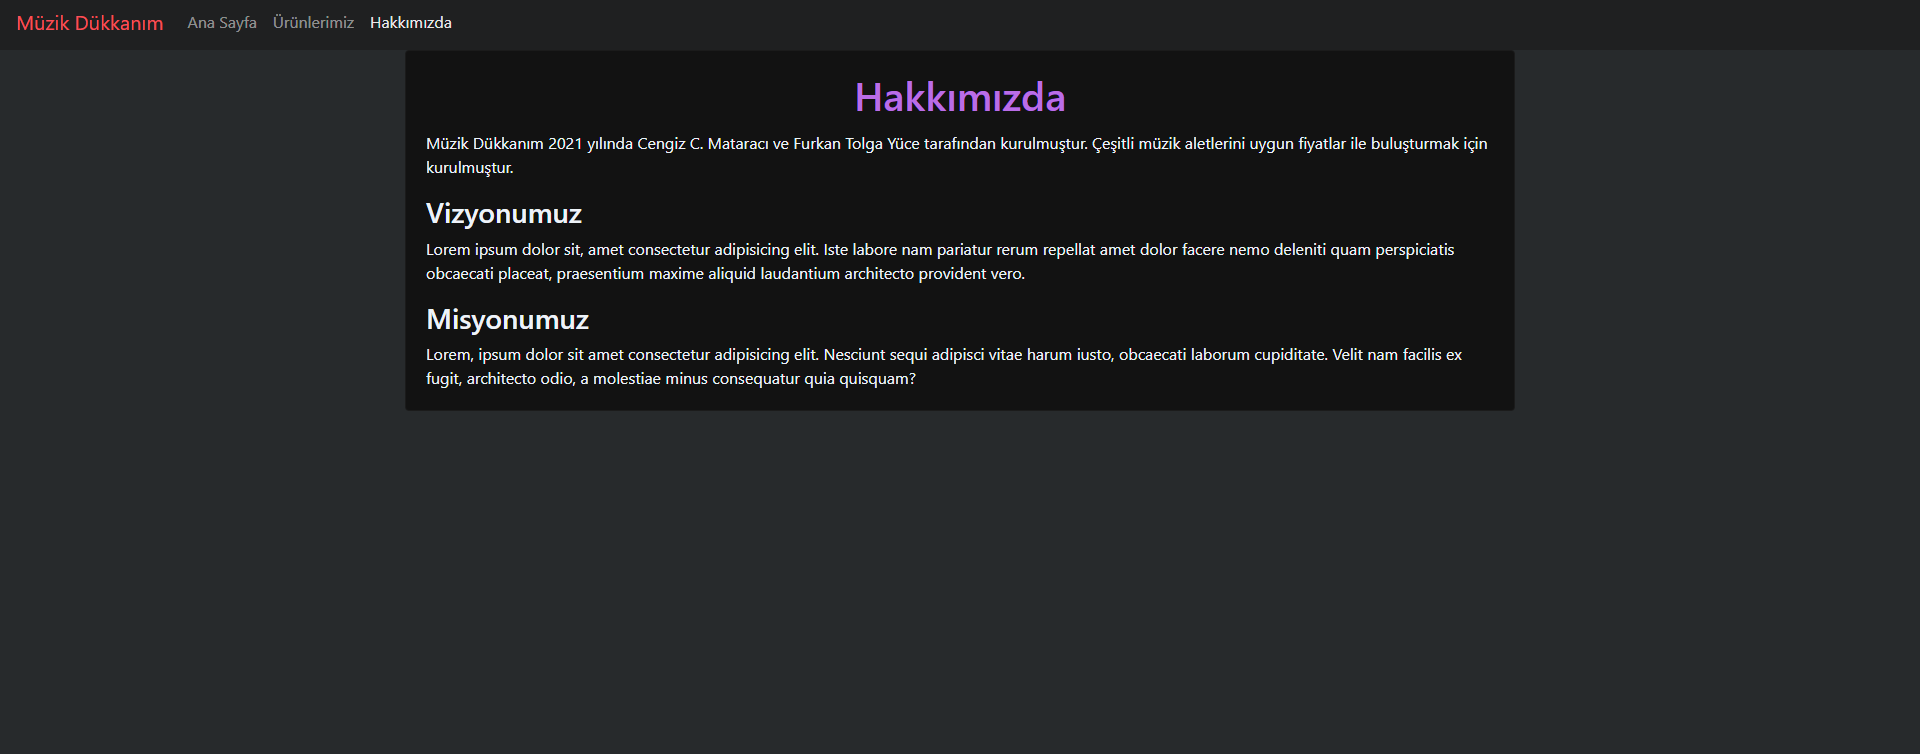 Müzik Dükkanım Ana Sayfa Ürünlerimiz Hakkımızda
Hakkımızda
Müzik Dükkanım 2021 yılında Cengiz C. Mataracı ve Furkan Tolga Yüce tarafından kurulmuştur. Çeşitli müzik aletlerini uygun fiyatlar ile buluşturmak için
kurulmuştur.
Vizyonumuz
Lorem ipsum dolor sit, amet consectetur adipisicing elit. Iste labore nam pariatur rerum repellat amet dolor facere nemo deleniti quam perspiciatis
obcaecati placeat, praesentium maxime aliquid laudantium architecto provident vero.
Misyonumuz
Lorem, ipsum dolor sit amet consectetur adipisicing elit. Nesciunt sequi adipisci vitae harum iusto, obcaecati laborum cupiditate. Velit nam facilis ex
fugit, architecto odio, a molestiae minus consequatur quia quisquam?